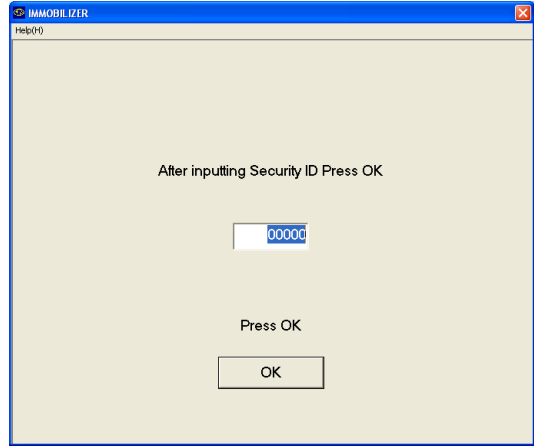 IMMOBILIZER
Help(H)
After inputting Security ID Press OK
00000
Press OK
OK